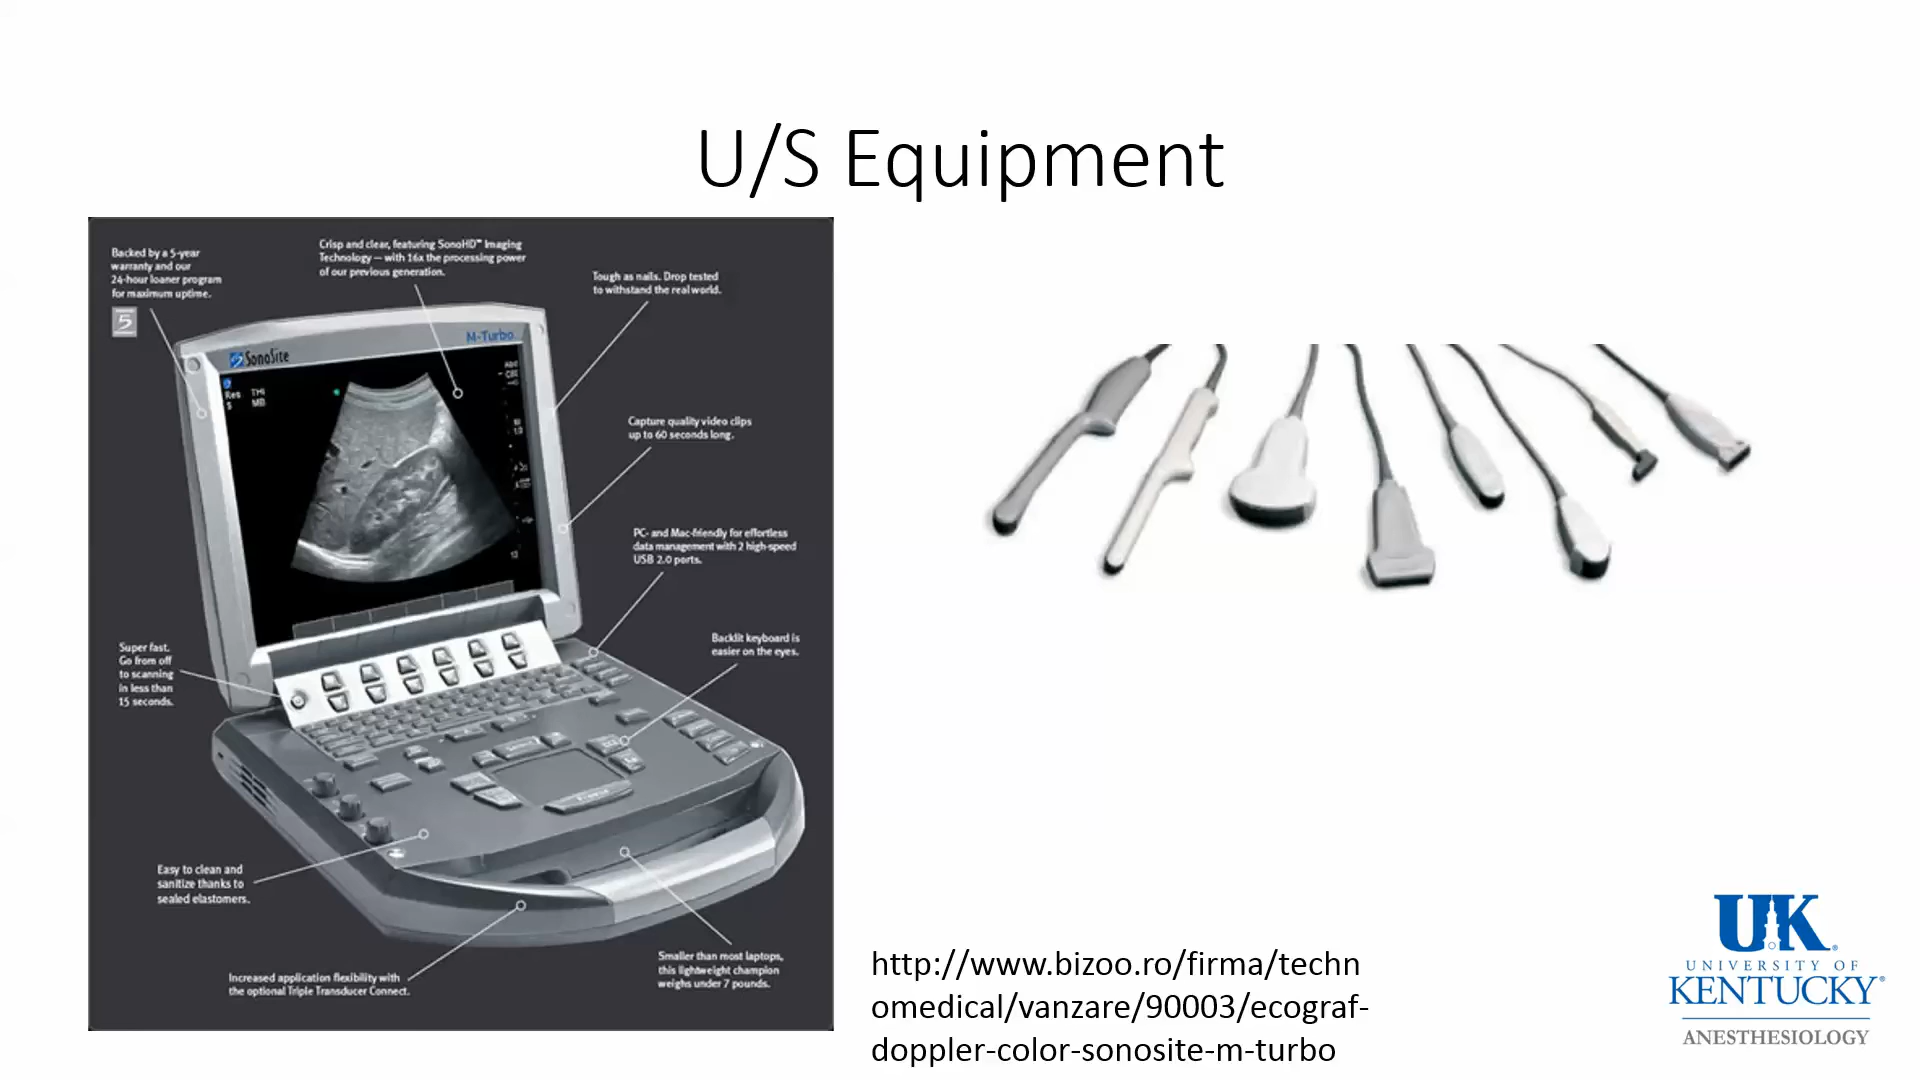 U/S Equipment
Backed by a 5-year
warranty and our
24-hour loaner program
for maximum uptime.
5
Crisp and clear, featuring SonoHD™ Imaging
Technology — with 16x the processing power
of our previous generation.
Tough as nails. Drop tested
to withstand the real world.
M-Turbo
SonoSite
Res THI
S MB
Abd
Capture quality video clips
up to 60 seconds long.
PC- and Mac-friendly for effortless
data management with 2 high-speed
USB 2.0 ports.
Backlit keyboard is
easier on the eyes.
Super fast.
Go from off
to scanning
in less than
15 seconds.
Easy to clean and
sanitize thanks to
sealed elastomers.
Increased application flexibility with
the optional Triple Transducer Connect.
Smaller than most laptops,
this lightweight champion
weighs under 7 pounds.
http://www.bizoo.ro/firma/techn
omedical/vanzare/90003/ecograf-
doppler-color-sonosite-m-turbo
UK®
UNIVERSITY OF
KENTUCKY®
ANESTHESIOLOGY